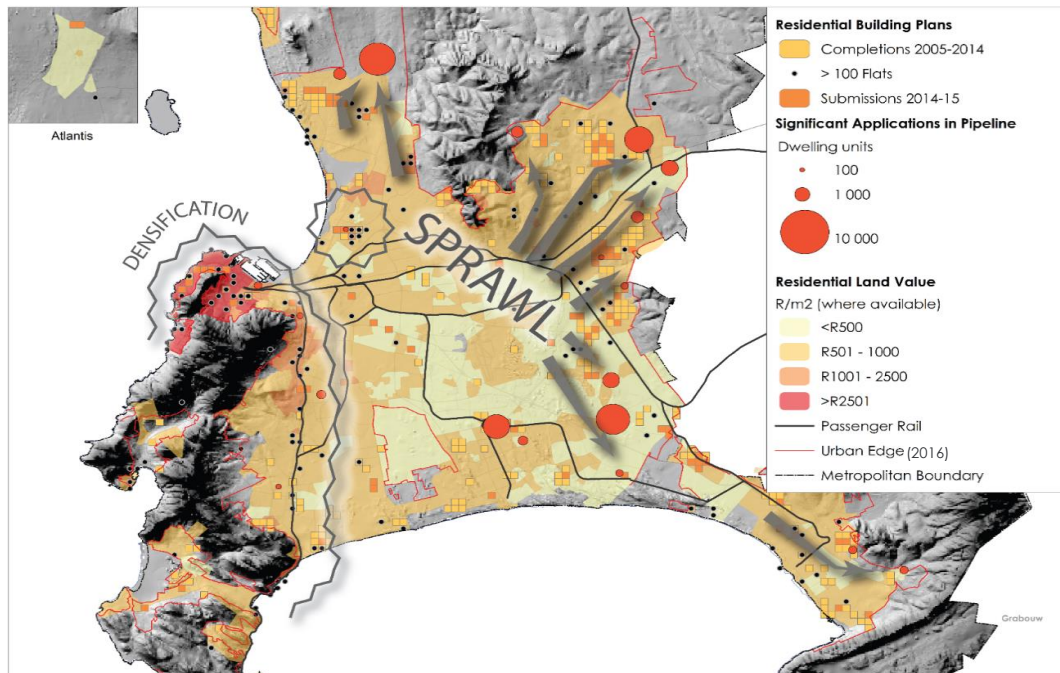 Atlantis
DENSIFICATION
SPRAWL
Grabouw
Residential Building Plans
Completions 2005-2014
> 100 Flats
Submissions 2014-15
Significant Applications in Pipeline
Dwelling units
100
1 000
10 000
Residential Land Value
R/m2 (where available)
<R500
R501 - 1000
R1001 - 2500
>R2501
Passenger Rail
Urban Edge (2016)
Metropolitan Boundary